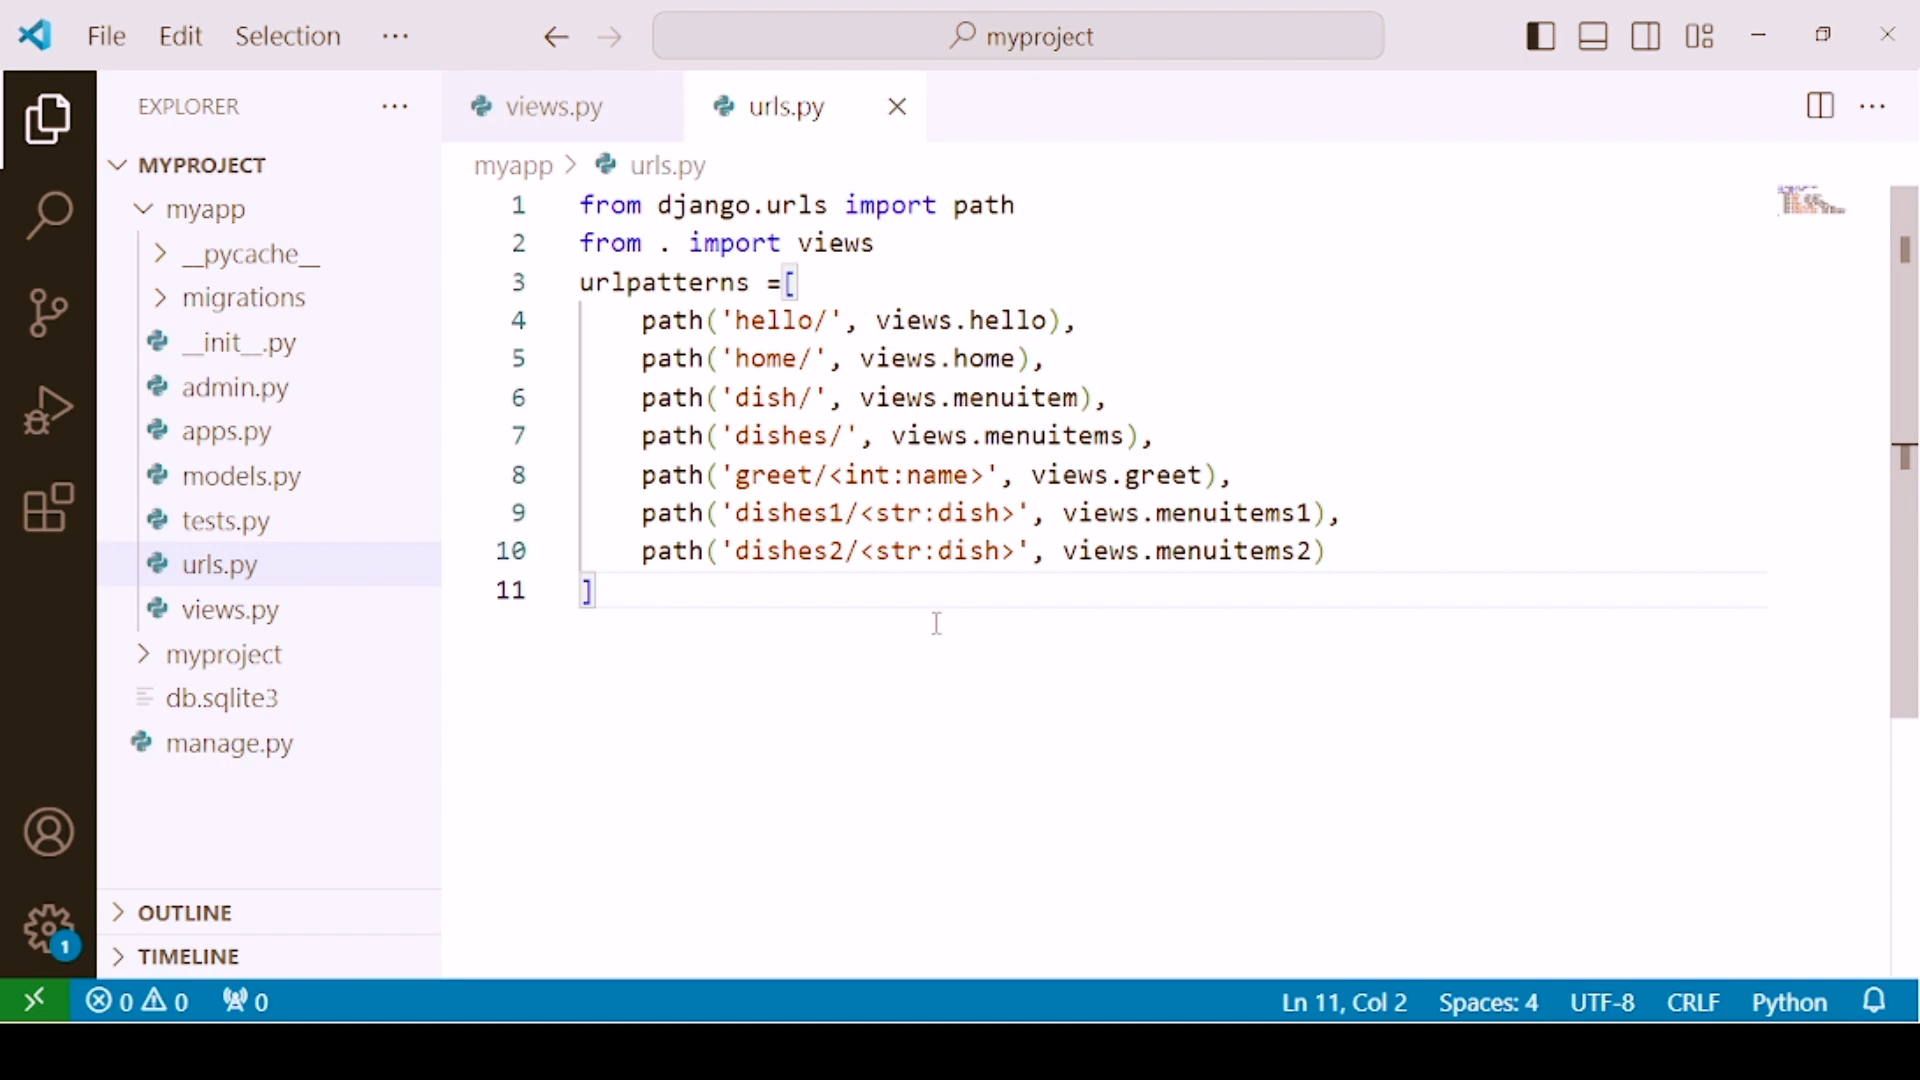 File Edit Selection ··· myproject
EXPLORER ··· views.py urls.py
MYPROJECT
myapp
__pycache__
migrations
__init__.py
admin.py
apps.py
models.py
tests.py
urls.py
views.py
myproject
db.sqlite3
manage.py
OUTLINE
TIMELINE
1
myapp > urls.py
1 from django.urls import path
2 from . import views
3 urlpatterns =[
4     path('hello/', views.hello),
5     path('home/', views.home),
6     path('dish/', views.menuitem),
7     path('dishes/', views.menuitems),
8     path('greet/<int:name>', views.greet),
9     path('dishes1/<str:dish>', views.menuitems1),
10     path('dishes2/<str:dish>', views.menuitems2)
11 ]
0 0 0 Ln 11, Col 2 Spaces: 4 UTF-8 CRLF Python